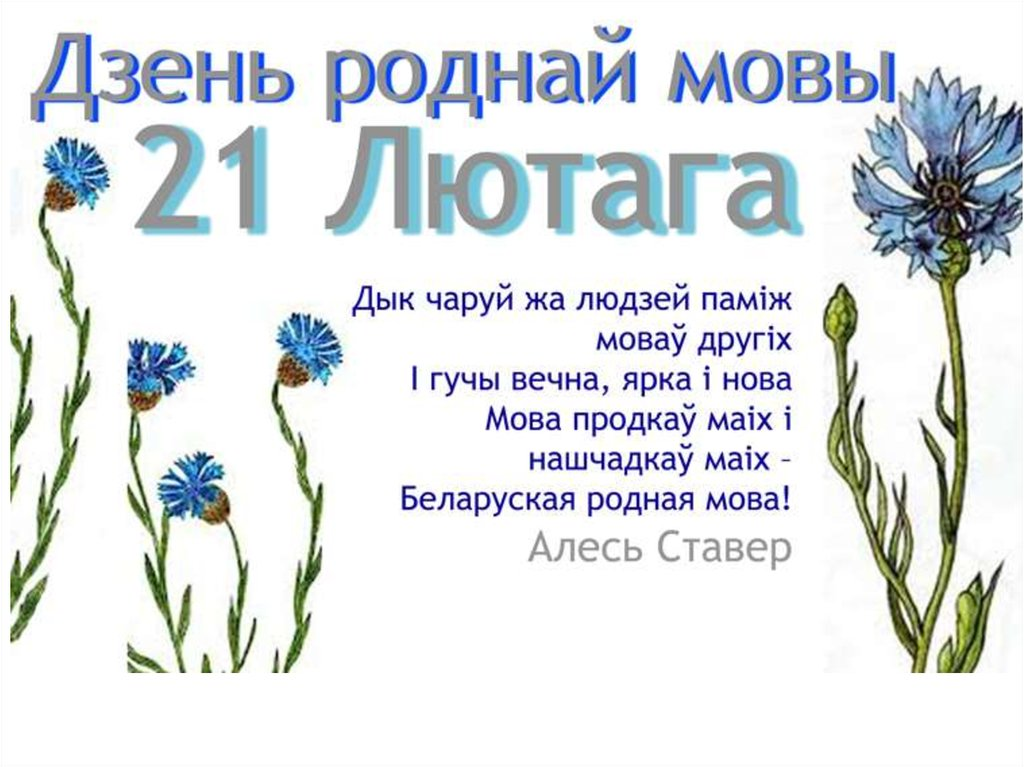 Дзень роднай мовы
21 Лютага
Дык чаруй жа людзей паміж
моваў другіх
І гучы вечна, ярка і нова
Мова продкаў маіх і
нашчадкаў маіх –
Беларуская родная мова!
Алесь Ставер